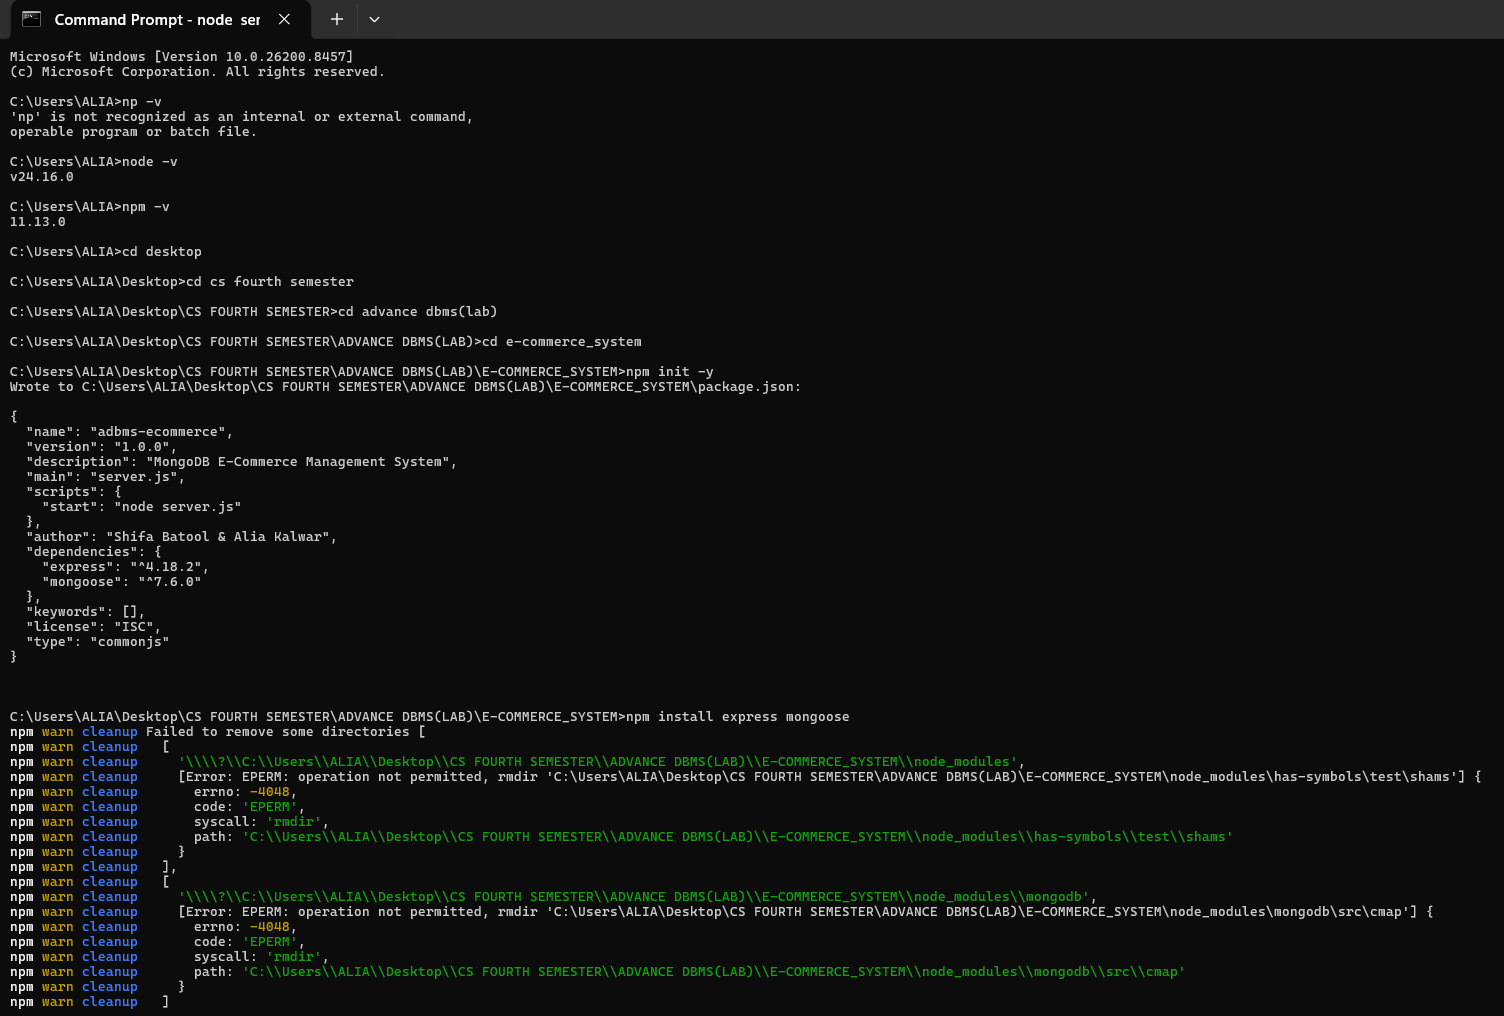 Command Prompt - node  ser
Microsoft Windows [Version 10.0.26200.8457]
(c) Microsoft Corporation. All rights reserved.
C:\Users\ALIA>np -v
'np' is not recognized as an internal or external command,
operable program or batch file.
C:\Users\ALIA>node -v
v24.16.0
C:\Users\ALIA>npm -v
11.13.0
C:\Users\ALIA>cd desktop
C:\Users\ALIA\Desktop>cd cs fourth semester
C:\Users\ALIA\Desktop\CS FOURTH SEMESTER>cd advance dbms(lab)
C:\Users\ALIA\Desktop\CS FOURTH SEMESTER\ADVANCE DBMS(LAB)>cd e-commerce_system
C:\Users\ALIA\Desktop\CS FOURTH SEMESTER\ADVANCE DBMS(LAB)\E-COMMERCE_SYSTEM>npm init -y
Wrote to C:\Users\ALIA\Desktop\CS FOURTH SEMESTER\ADVANCE DBMS(LAB)\E-COMMERCE_SYSTEM\package.json:
{
  "name": "adbms-ecommerce",
  "version": "1.0.0",
  "description": "MongoDB E-Commerce Management System",
  "main": "server.js",
  "scripts": {
    "start": "node server.js"
  },
  "author": "Shifa Batool & Alia Kalwar",
  "dependencies": {
    "express": "^4.18.2",
    "mongoose": "^7.6.0"
  },
  "keywords": [],
  "license": "ISC",
  "type": "commonjs"
}
C:\Users\ALIA\Desktop\CS FOURTH SEMESTER\ADVANCE DBMS(LAB)\E-COMMERCE_SYSTEM>npm install express mongoose
npm warn cleanup Failed to remove some directories [
npm warn cleanup   [
npm warn cleanup     '\\\\?\\C:\\Users\\ALIA\\Desktop\\CS FOURTH SEMESTER\\ADVANCE DBMS(LAB)\\E-COMMERCE_SYSTEM\\node_modules',
npm warn cleanup     [Error: EPERM: operation not permitted, rmdir 'C:\Users\ALIA\Desktop\CS FOURTH SEMESTER\ADVANCE DBMS(LAB)\E-COMMERCE_SYSTEM\node_modules\has-symbols\test\shams'] {
npm warn cleanup       errno: -4048,
npm warn cleanup       code: 'EPERM',
npm warn cleanup       syscall: 'rmdir',
npm warn cleanup       path: 'C:\\Users\\ALIA\\Desktop\\CS FOURTH SEMESTER\\ADVANCE DBMS(LAB)\\E-COMMERCE_SYSTEM\\node_modules\\has-symbols\\test\\shams'
npm warn cleanup     }
npm warn cleanup   ],
npm warn cleanup   [
npm warn cleanup     '\\\\?\\C:\\Users\\ALIA\\Desktop\\CS FOURTH SEMESTER\\ADVANCE DBMS(LAB)\\E-COMMERCE_SYSTEM\\node_modules\\mongodb',
npm warn cleanup     [Error: EPERM: operation not permitted, rmdir 'C:\Users\ALIA\Desktop\CS FOURTH SEMESTER\ADVANCE DBMS(LAB)\E-COMMERCE_SYSTEM\node_modules\mongodb\src\cmap'] {
npm warn cleanup       errno: -4048,
npm warn cleanup       code: 'EPERM',
npm warn cleanup       syscall: 'rmdir',
npm warn cleanup       path: 'C:\\Users\\ALIA\\Desktop\\CS FOURTH SEMESTER\\ADVANCE DBMS(LAB)\\E-COMMERCE_SYSTEM\\node_modules\\mongodb\\src\\cmap'
npm warn cleanup     }
npm warn cleanup   ]